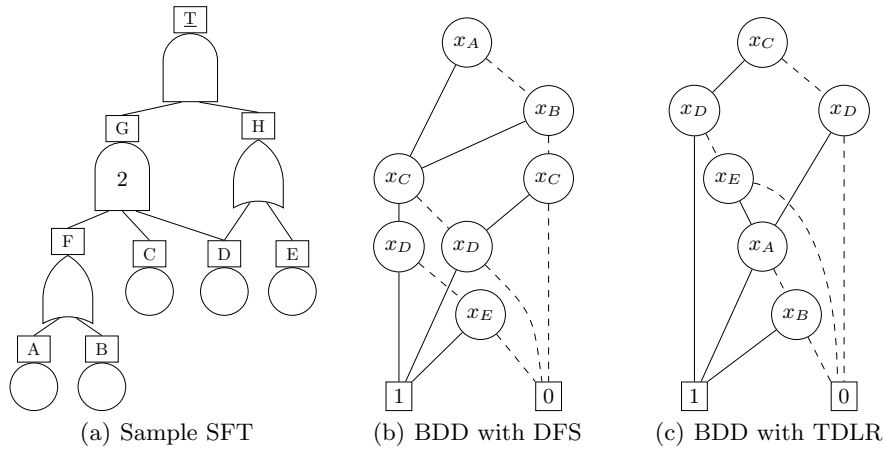 T
G
H
2
F
C
D
E
A
B
(a) Sample SFT
x_A
x_B
x_C
x_C
x_D
x_D
x_E
1
0
(b) BDD with DFS
x_C
x_D
x_D
x_E
x_A
x_B
1
0
(c) BDD with TDLR